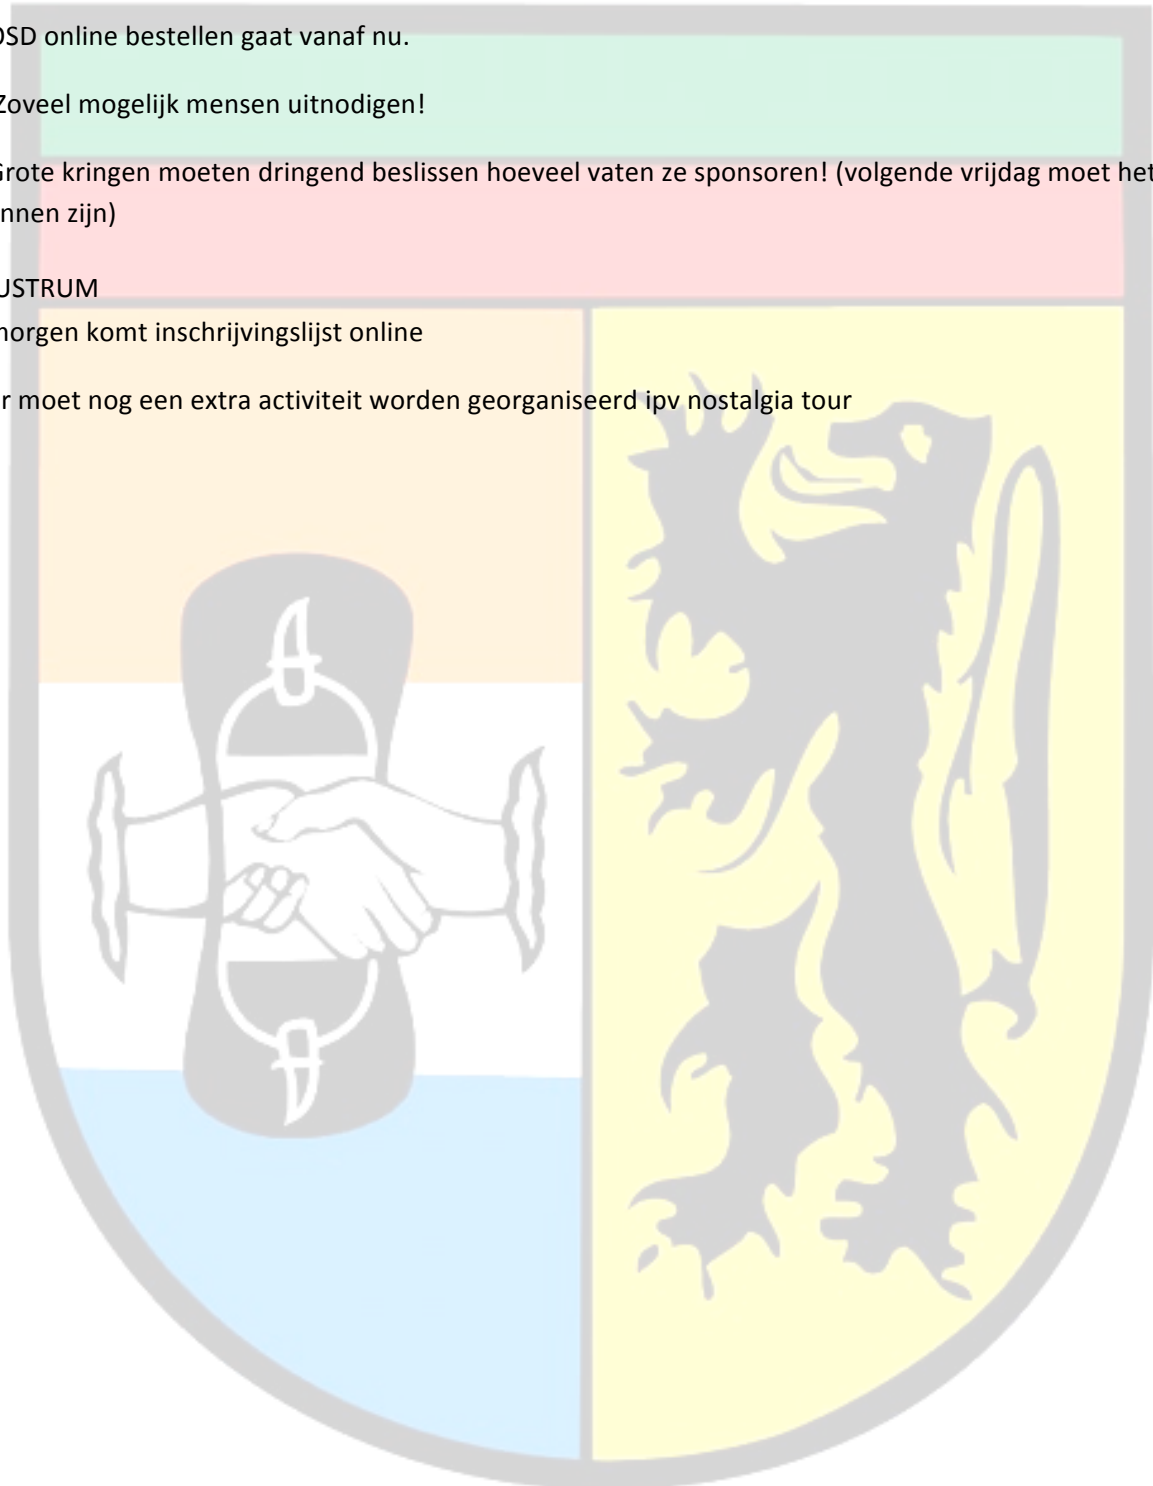 OSD online bestellen gaat vanaf nu.
Zoveel mogelijk mensen uitnodigen!
Grote kringen moeten dringend beslissen hoeveel vaten ze sponsoren! (volgende vrijdag moet het
nnen zijn)
USTRUM
morgen komt inschrijvingslijst online
r moet nog een extra activiteit worden georganiseerd ipv nostalgia tour